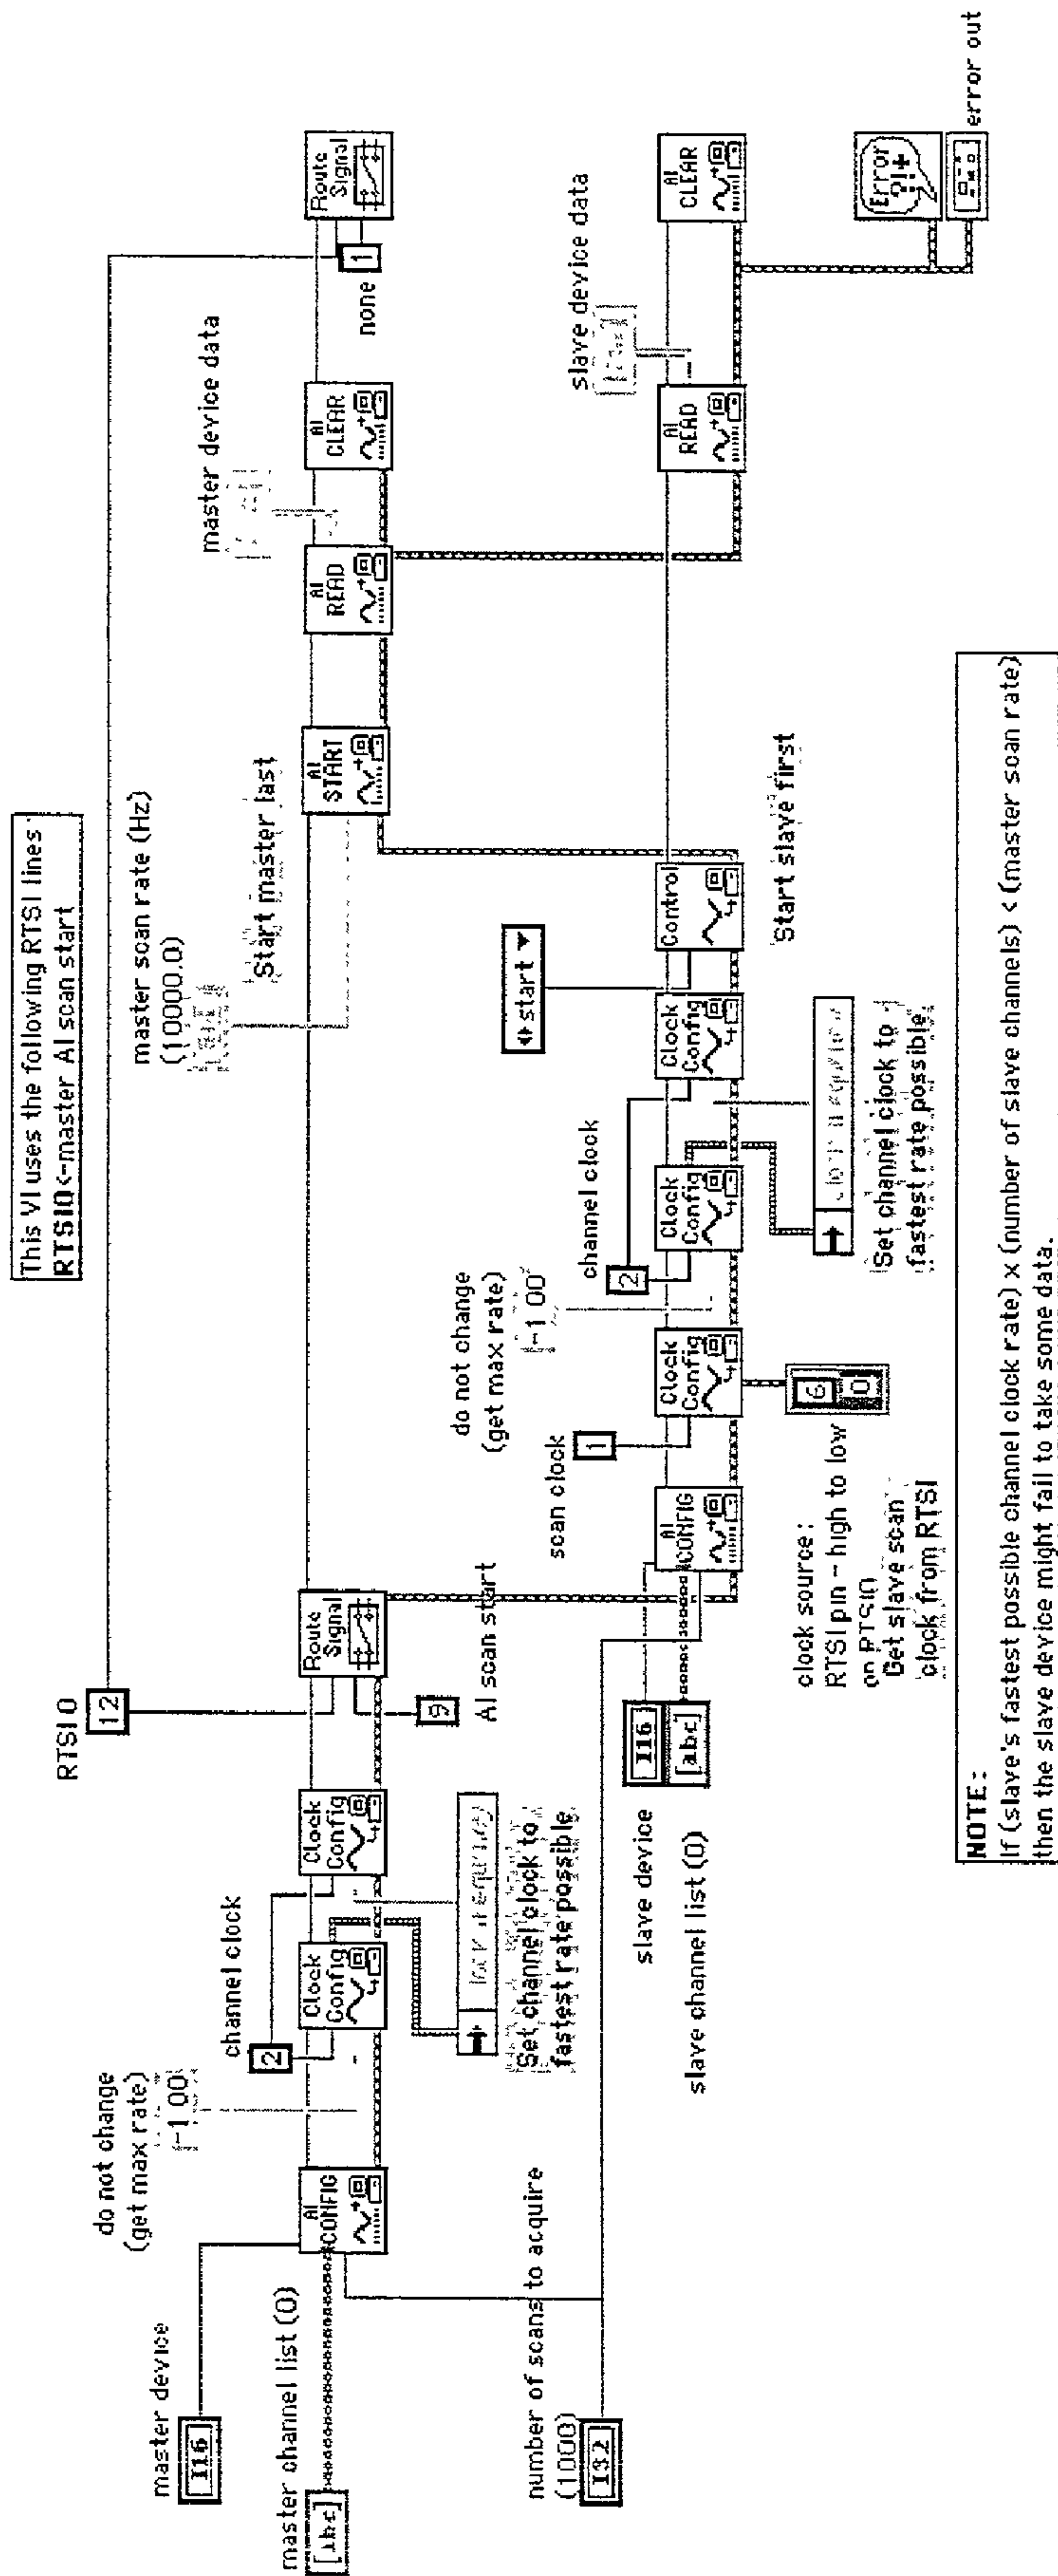 This VI uses the following RTSI lines:
RTSI0<-master AI scan start
RTSI 0
12
master scan rate (Hz)
(10000.0)
Start master last
master device data
Route
Signal
1
none
do not change
(get max rate)
-1.00
channel clock
2
master device
I16
master channel list (0)
[abc]
AI
CONFIG
Clock
Config
Clock
Config
Route
Signal
9
AI scan start
AI
START
AI
READ
AI
CLEAR
Set channel clock to
fastest rate possible
number of scans to acquire
(1000)
I32
do not change
(get max rate)
-1.00
channel clock
2
scan clock
1
start
slave device data
AI
CONFIG
Clock
Config
Clock
Config
Clock
Config
Control
AI
READ
AI
CLEAR
slave device
I16
slave channel list (0)
[abc]
clock source:
RTSI pin - high to low
on RTSI0
6
0
Get slave scan
clock from RTSI
Set channel clock to
fastest rate possible
Start slave first
Error
?!+
error out
NOTE:
If (slave's fastest possible channel clock rate) x (number of slave channels) < (master scan rate)
then the slave device might fail to take some data.